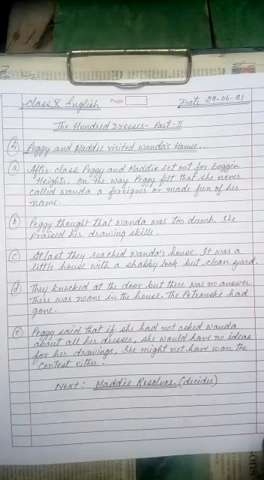 Class X English Page Date 29-06-21
The Hundred Dresses- Part-II
Peggy and Maddie visited Wanda's House.
(a) After class Peggy and Maddie set out for Boggin
Heights. On the way Peggy felt that she never
called Wanda a foreigner or made fun of her
name.
(b) Peggy thought that Wanda was too dumb. She
Praised her drawing skills.
(c) At last they reached Wanda's house. It was a
little house with a shabby look but clean yard.
(d) They knocked at the door but there was no answer
There was no one in the house. The Petronski had
gone.
(e) Peggy said that if she had not asked Wanda
about all her dresses, she would have no ideas
for her drawings. She might not have won the
Contest either.
Next: Maddie Resolves (decides)